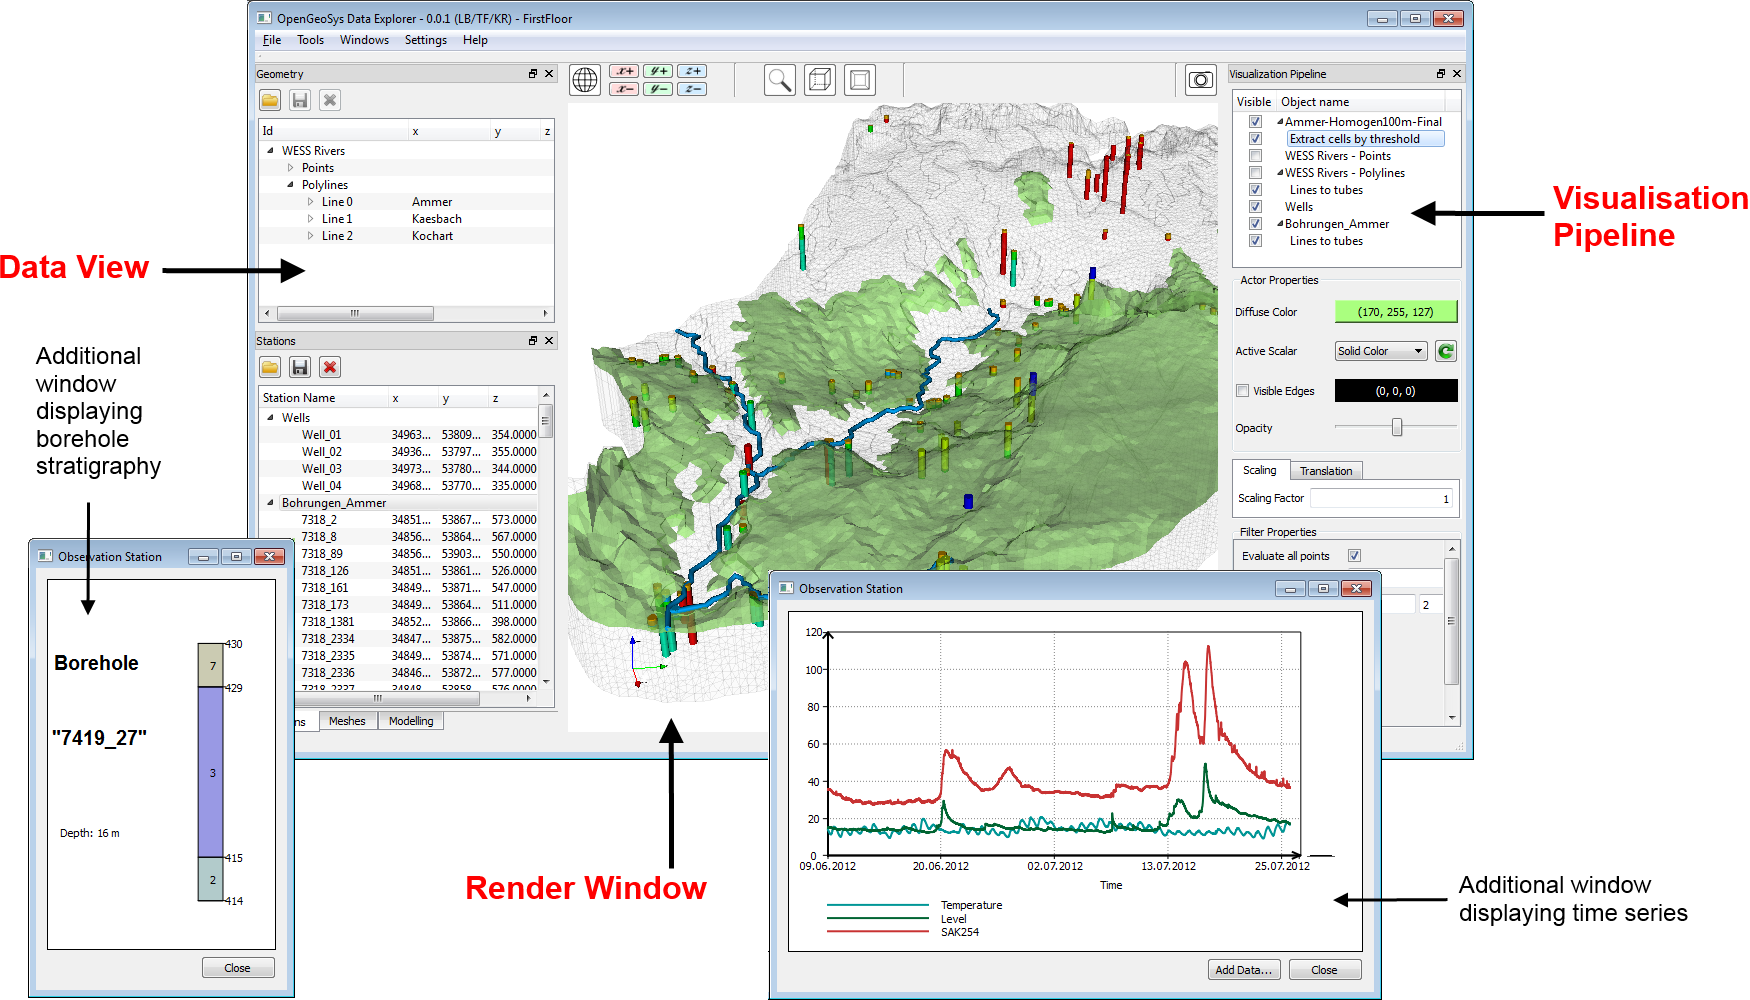 OpenGeoSys Data Explorer - 0.0.1 (LB/TF/KR) - FirstFloor
File Tools Windows Settings Help
Geometry
Id x y z
WESS Rivers
Points
Polylines
Line 0 Ammer
Line 1 Kaesbach
Line 2 Kochart
Stations
Station Name x y z
Wells
Well_01 34963... 53809... 354.0000
Well_02 34936... 53797... 355.0000
Well_03 34973... 53780... 344.0000
Well_04 34968... 53770... 335.0000
Bohrungen_Ammer
7318_2 34851... 53867... 573.0000
7318_8 34856... 53864... 567.0000
7318_89 34856... 53903... 550.0000
7318_126 34851... 53861... 526.0000
7318_161 34849... 53871... 547.0000
7318_173 34849... 53864... 511.0000
7318_1381 34852... 53866... 398.0000
7318_2334 34847... 53875... 582.0000
7318_2335 34849... 53874... 571.0000
7318_2336 34846... 53872... 577.0000
7318_2337 34848... 53858... 576.0000
ns Meshes Modelling
x+ y+ z+
x− y− z−
Visualization Pipeline
Visible Object name
Ammer-Homogen100m-Final
Extract cells by threshold
WESS Rivers - Points
WESS Rivers - Polylines
Lines to tubes
Wells
Bohrungen_Ammer
Lines to tubes
Actor Properties
Diffuse Color (170, 255, 127)
Active Scalar Solid Color
Visible Edges (0, 0, 0)
Opacity
Scaling Translation
Scaling Factor 1
Filter Properties
Evaluate all points
2
Data View
Visualisation
Pipeline
Render Window
Additional
window
displaying
borehole
stratigraphy
Observation Station
Borehole
"7419_27"
Depth: 16 m
430
7
429
3
415
2
414
Close
Observation Station
120
100
80
60
40
20
0
09.06.2012 20.06.2012 02.07.2012 13.07.2012 25.07.2012
Time
Temperature
Level
SAK254
Add Data... Close
Additional window
displaying time series